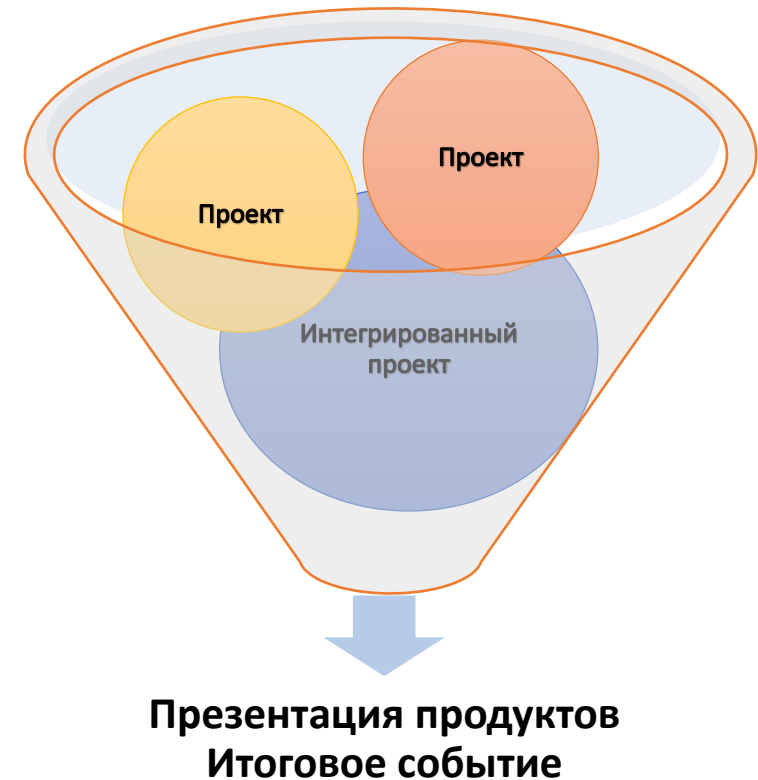 Проект
Проект
Интегрированный
проект
Презентация продуктов
Итоговое событие